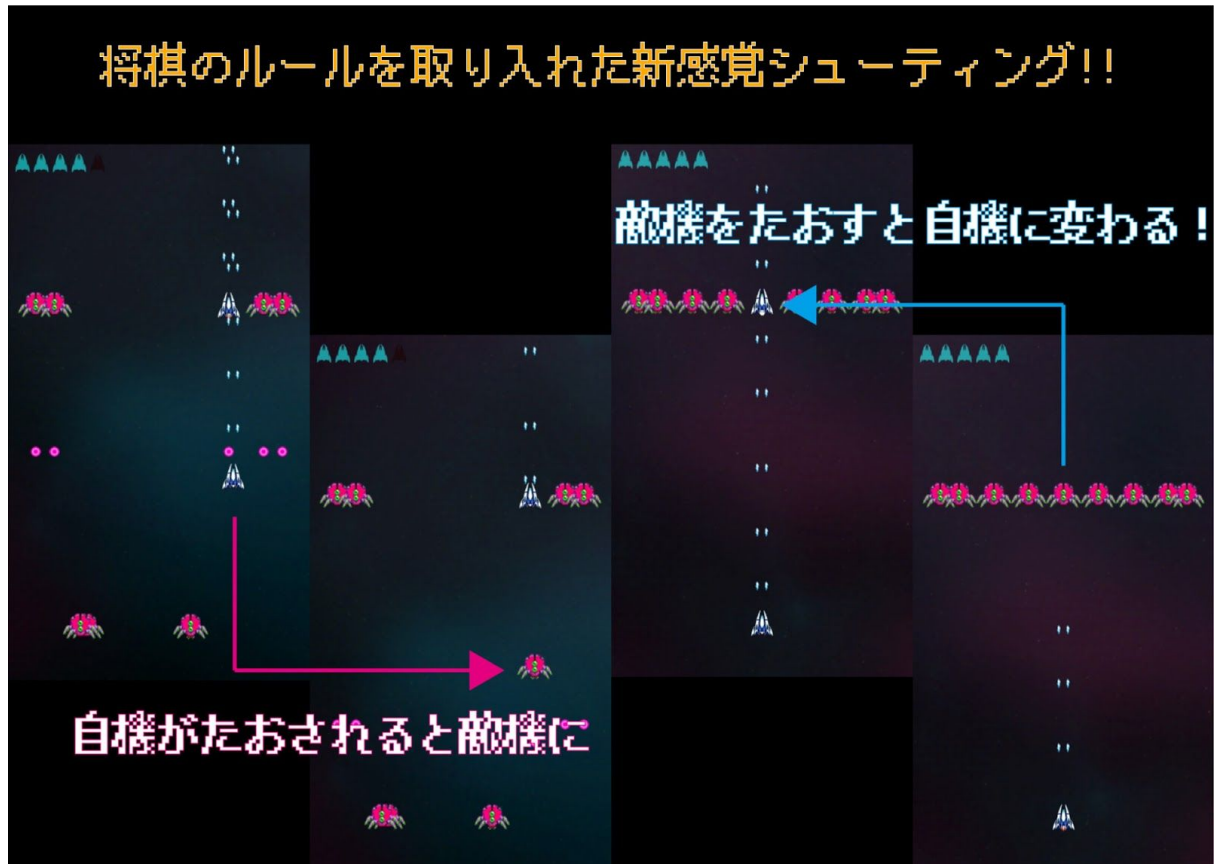 将棋のルールを取り入れた新感覚シューティング!!
敵機をたおすと自機に変わる！
自機がたおされると敵機に